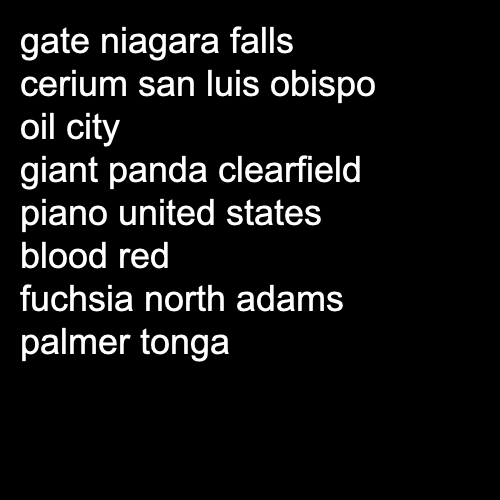 gate niagara falls
cerium san luis obispo
oil city
giant panda clearfield
piano united states
blood red
fuchsia north adams
palmer tonga